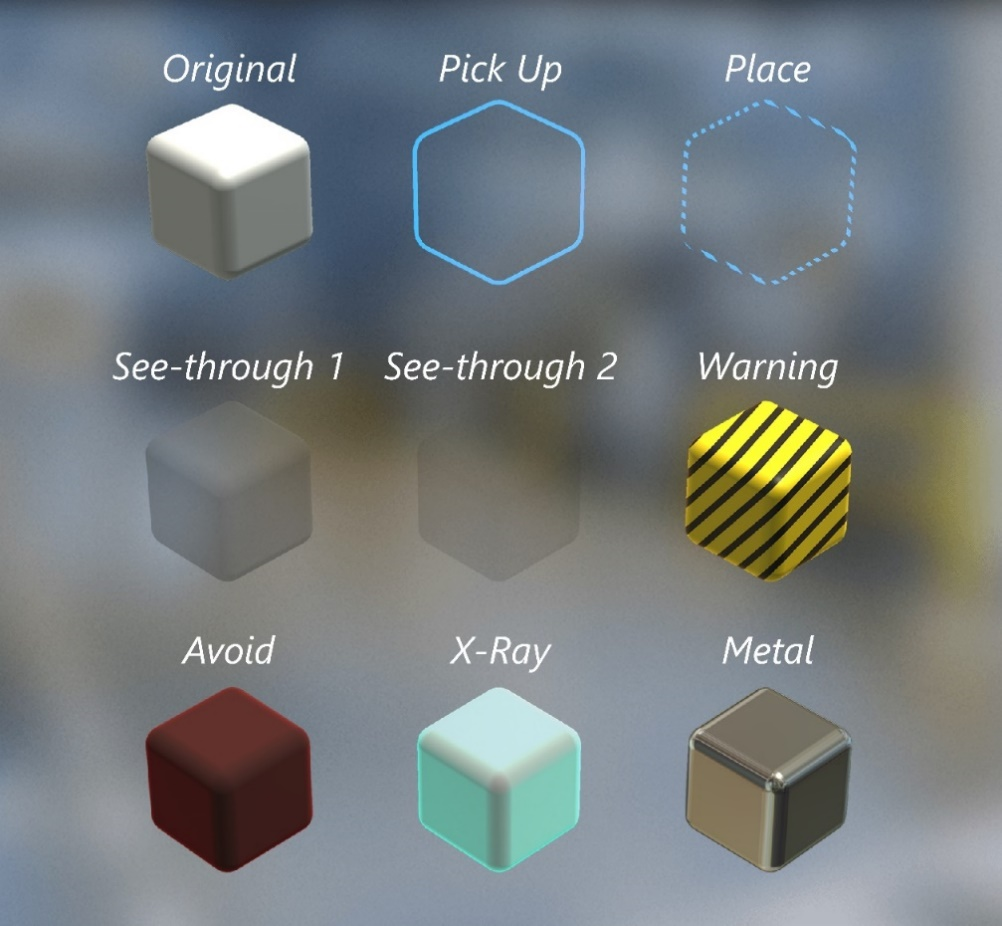 Original
Pick Up
Place
See-through 1
See-through 2
Warning
Avoid
X-Ray
Metal